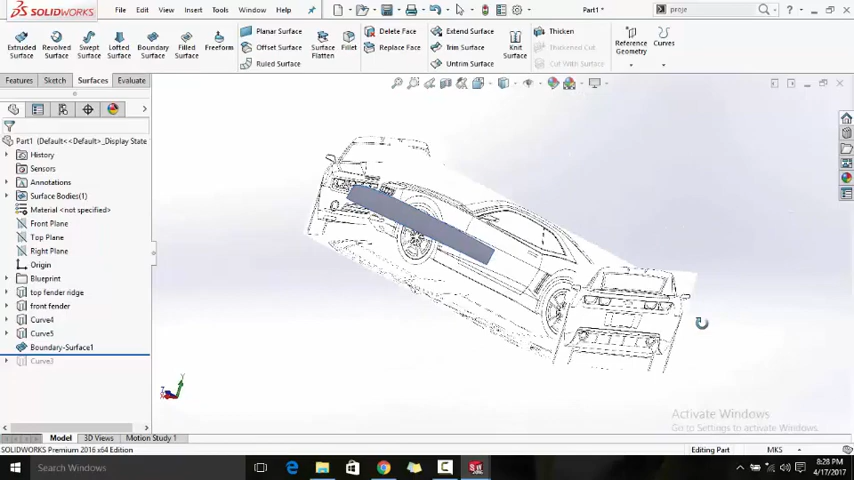 SOLIDWORKS File Edit View Insert Tools Window Help Part1 * proje
Extruded Surface
Revolved Surface
Swept Surface
Lofted Surface
Boundary Surface
Filled Surface
Freeform
Planar Surface
Offset Surface
Ruled Surface
Surface Flatten
Fillet
Delete Face
Replace Face
Extend Surface
Trim Surface
Untrim Surface
Knit Surface
Thicken
Thickened Cut
Cut With Surface
Reference Geometry
Curves
Features Sketch Surfaces Evaluate
Part1 (Default<<Default>_Display State
History
Sensors
Annotations
Surface Bodies(1)
Material <not specified>
Front Plane
Top Plane
Right Plane
Origin
Blueprint
top fender ridge
front fender
Curve4
Curve5
Boundary-Surface1
Curve3
Y
Activate Windows
Go to Settings to activate Windows.
Model 3D Views Motion Study 1
SOLIDWORKS Premium 2016 x64 Edition Editing Part MKS
Search Windows
8:28 PM
4/17/2017